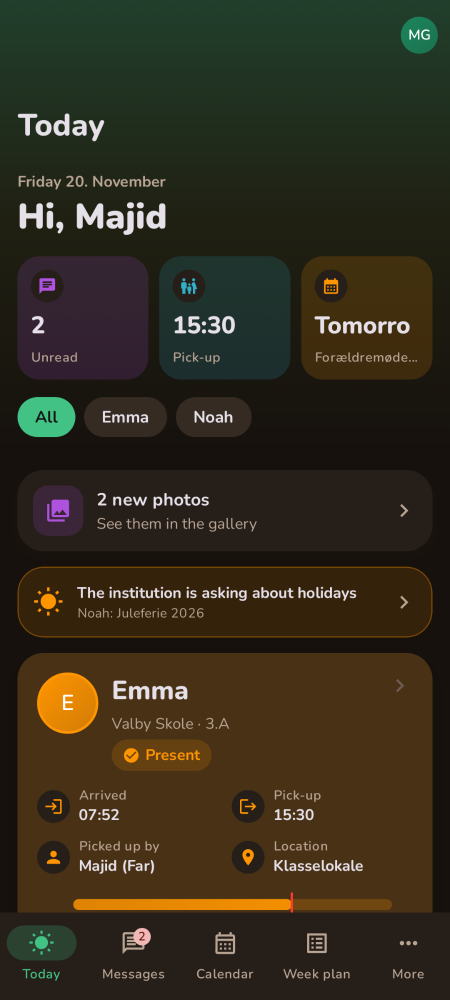 MG
Today
Friday 20. November
Hi, Majid
2
Unread
15:30
Pick-up
Tomorro
Forældremøde...
All
Emma
Noah
2 new photos
See them in the gallery
The institution is asking about holidays
Noah: Juleferie 2026
E
Emma
Valby Skole · 3.A
Present
Arrived
07:52
Pick-up
15:30
Picked up by
Majid (Far)
Location
Klasselokale
2
Today
Messages
Calendar
Week plan
More